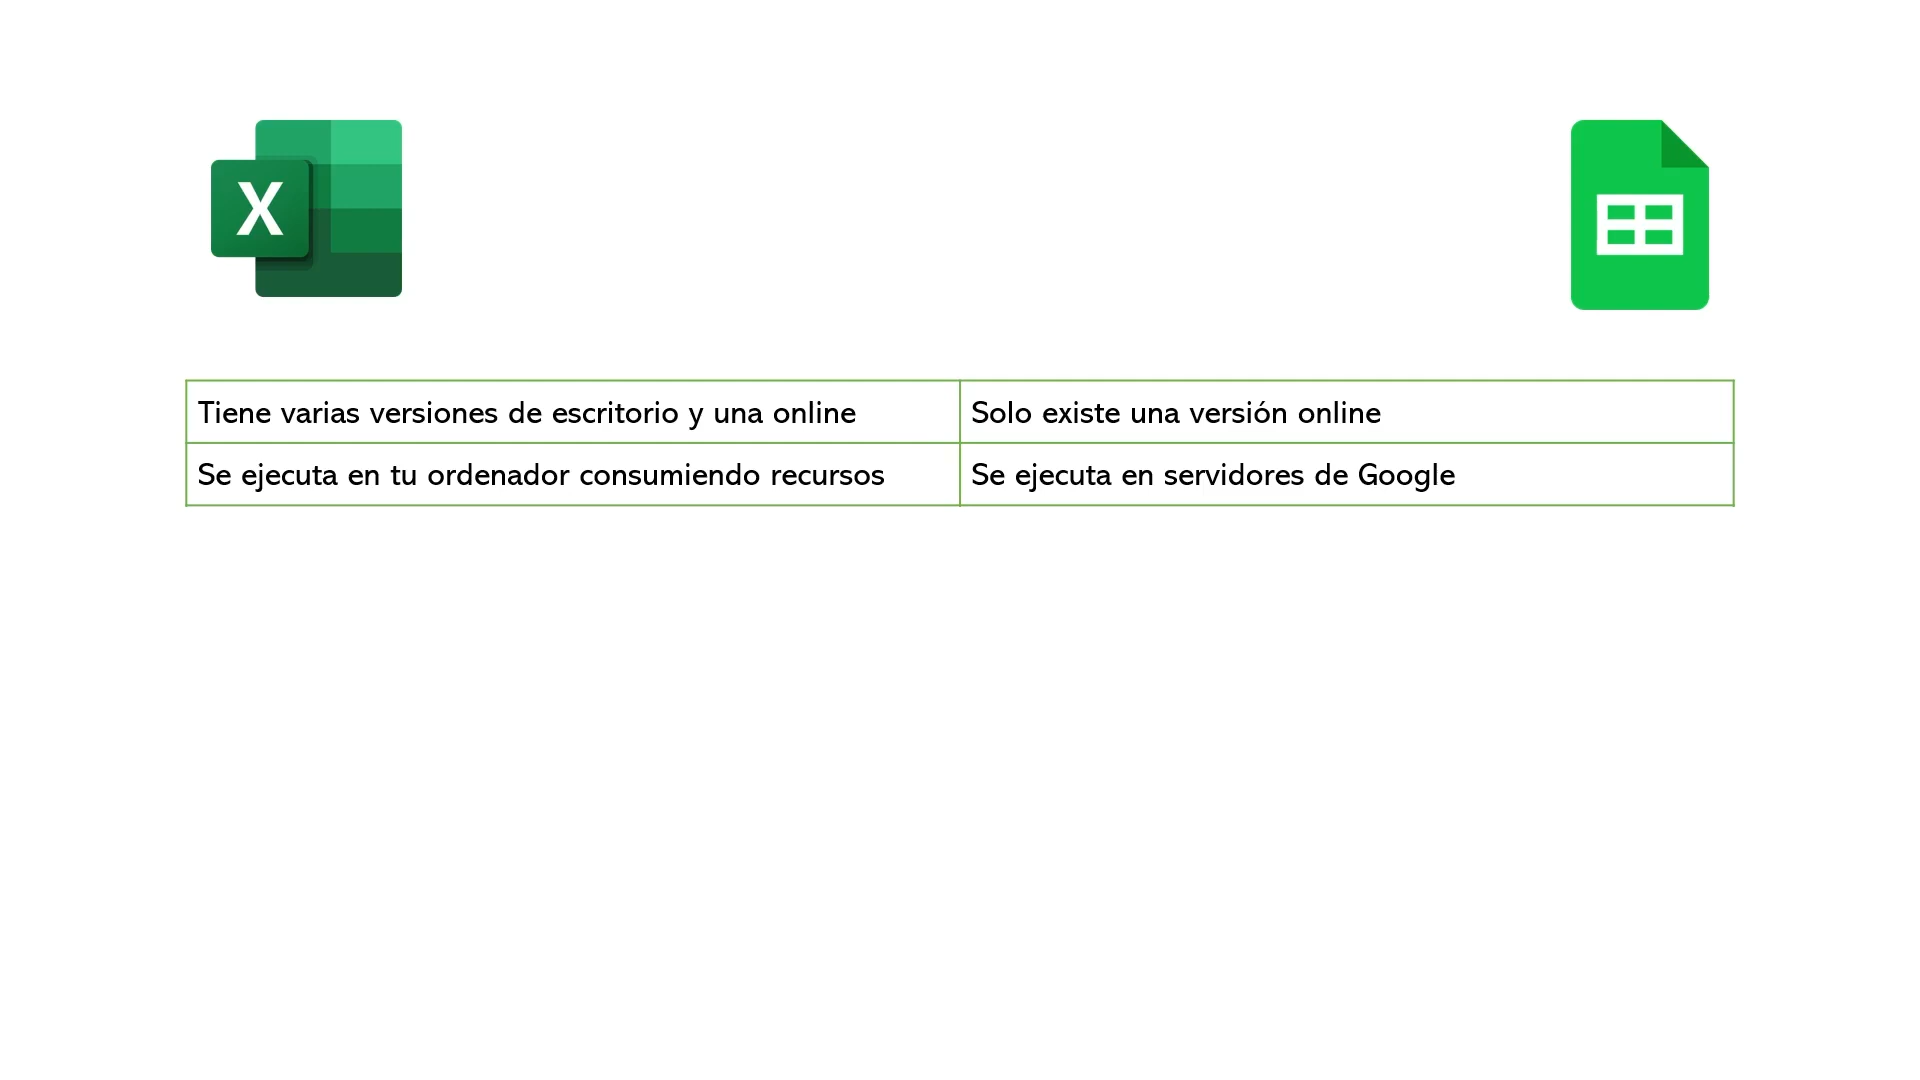 X
Tiene varias versiones de escritorio y una online
Solo existe una versión online
Se ejecuta en tu ordenador consumiendo recursos
Se ejecuta en servidores de Google